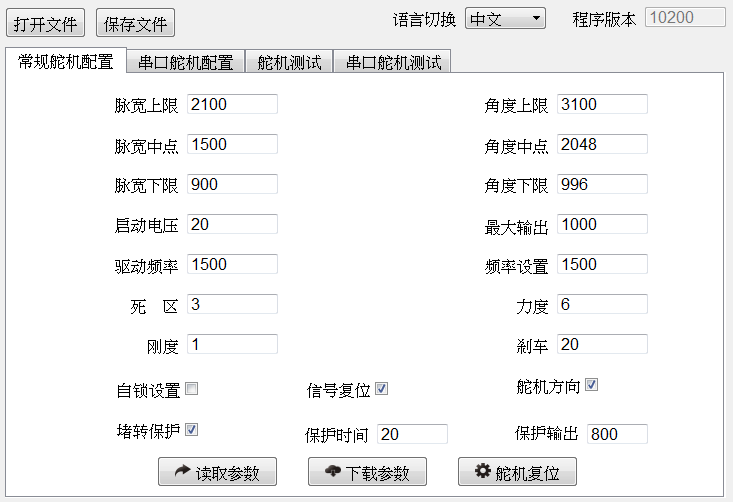 打开文件 保存文件 语言切换 中文 程序版本 10200
常规舵机配置 串口舵机配置 舵机测试 串口舵机测试
脉宽上限 2100 角度上限 3100
脉宽中点 1500 角度中点 2048
脉宽下限 900 角度下限 996
启动电压 20 最大输出 1000
驱动频率 1500 频率设置 1500
死 区 3 力度 6
刚度 1 刹车 20
自锁设置 信号复位 舵机方向
堵转保护 保护时间 20 保护输出 800
读取参数 下载参数 舵机复位